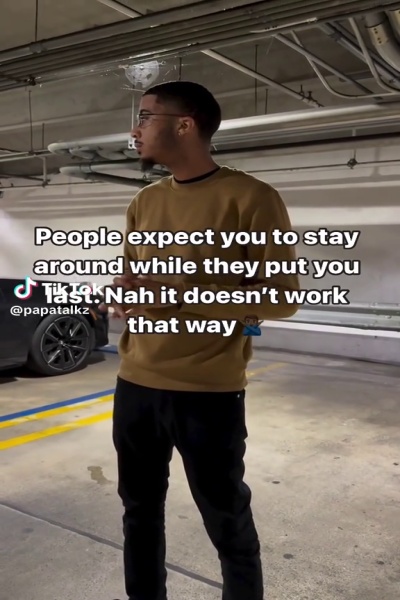 People expect you to stay
around while they put you
last. Nah it doesn't work
that way 🤷🏽‍♂️
TikTok
@papatalkz